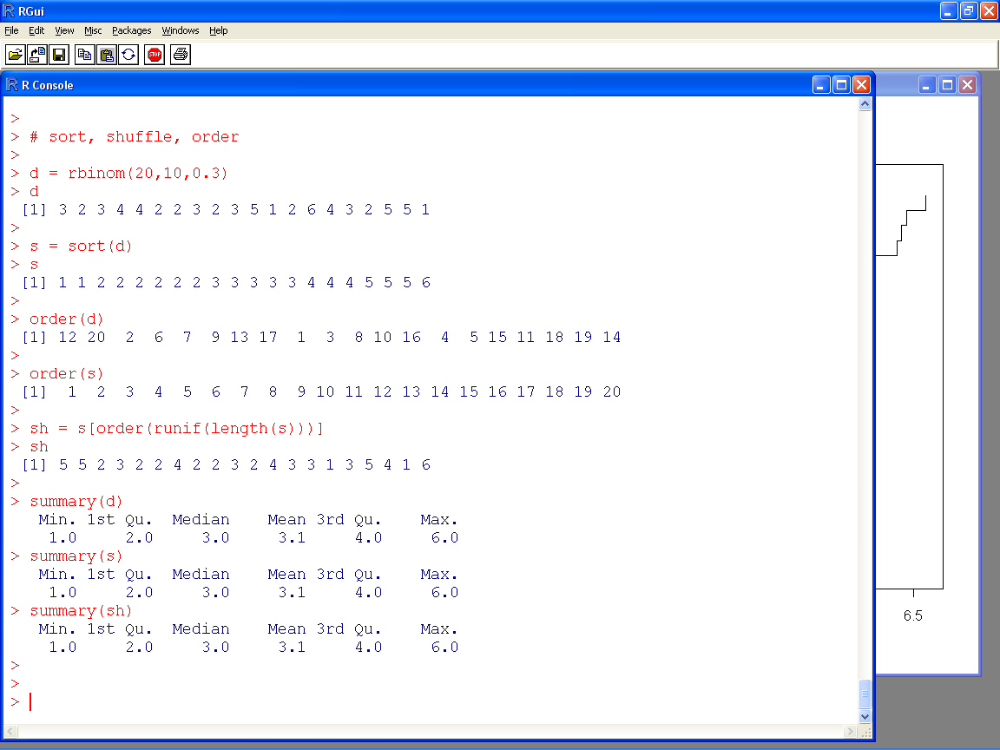 RGui
File Edit View Misc Packages Windows Help
STOP
R Console
>
> # sort, shuffle, order
>
> d = rbinom(20,10,0.3)
> d
 [1] 3 2 3 4 4 2 2 3 2 3 5 1 2 6 4 3 2 5 5 1
>
> s = sort(d)
> s
 [1] 1 1 2 2 2 2 2 2 3 3 3 3 3 4 4 4 5 5 5 6
>
> order(d)
 [1] 12 20  2  6  7  9 13 17  1  3  8 10 16  4  5 15 11 18 19 14
>
> order(s)
 [1]  1  2  3  4  5  6  7  8  9 10 11 12 13 14 15 16 17 18 19 20
>
> sh = s[order(runif(length(s)))]
> sh
 [1] 5 5 2 3 2 2 4 2 2 3 2 4 3 3 1 3 5 4 1 6
>
> summary(d)
   Min. 1st Qu.  Median    Mean 3rd Qu.    Max.
    1.0     2.0     3.0     3.1     4.0     6.0
> summary(s)
   Min. 1st Qu.  Median    Mean 3rd Qu.    Max.
    1.0     2.0     3.0     3.1     4.0     6.0
> summary(sh)
   Min. 1st Qu.  Median    Mean 3rd Qu.    Max.
    1.0     2.0     3.0     3.1     4.0     6.0
>
>
>
6.5